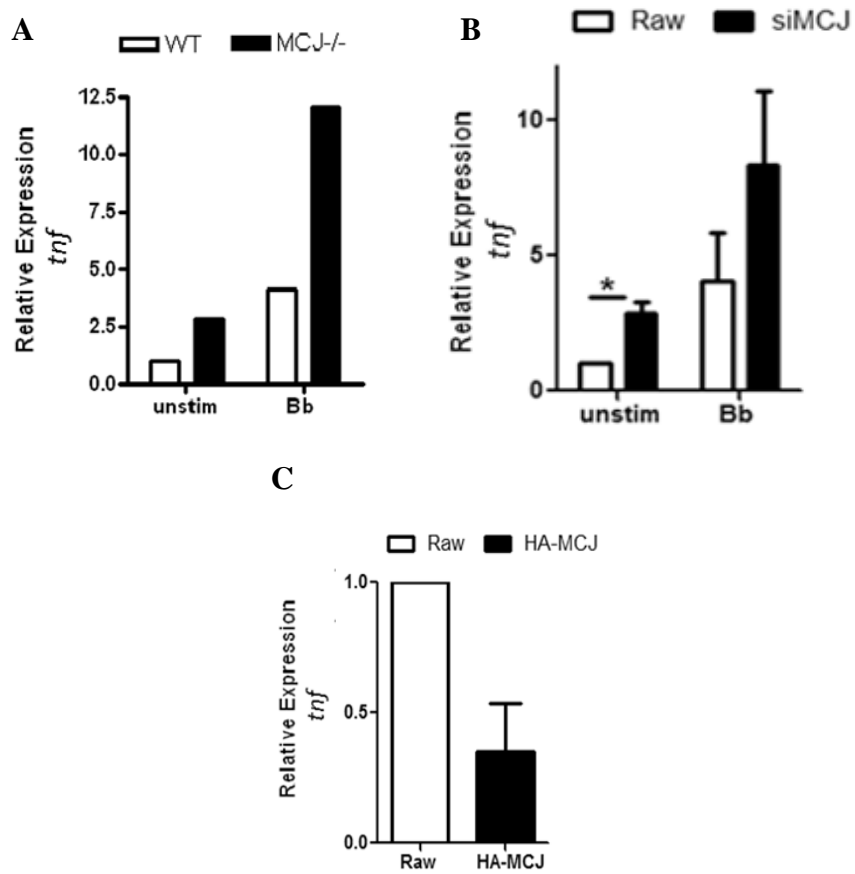 A
WT MCJ-/-
12.5
10.0
7.5
5.0
2.5
0.0
Relative Expression
tnf
unstim Bb
B
Raw siMCJ
10
5
0
Relative Expression
tnf
*
unstim Bb
C
Raw HA-MCJ
1.0
0.5
0.0
Relative Expression
tnf
Raw HA-MCJ